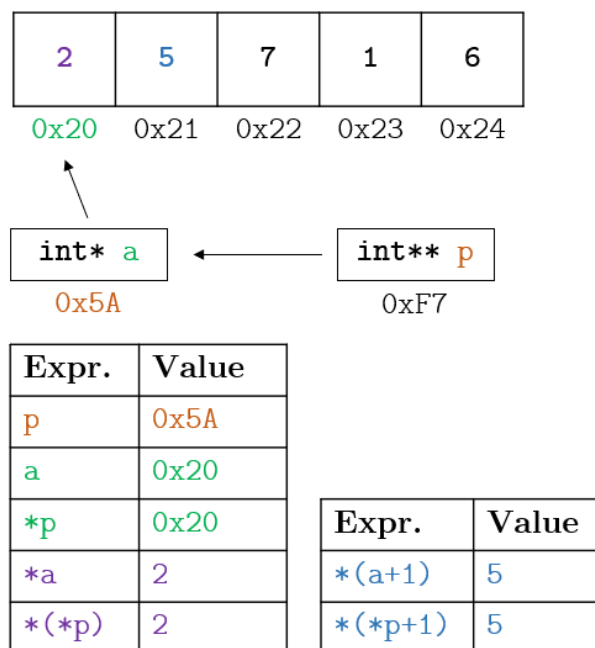 2 5 7 1 6
0x20 0x21 0x22 0x23 0x24
int* a int** p
0x5A 0xF7
Expr. Value
p 0x5A
a 0x20
*p 0x20
*a 2
*(*p) 2
Expr. Value
*(a+1) 5
*(*p+1) 5